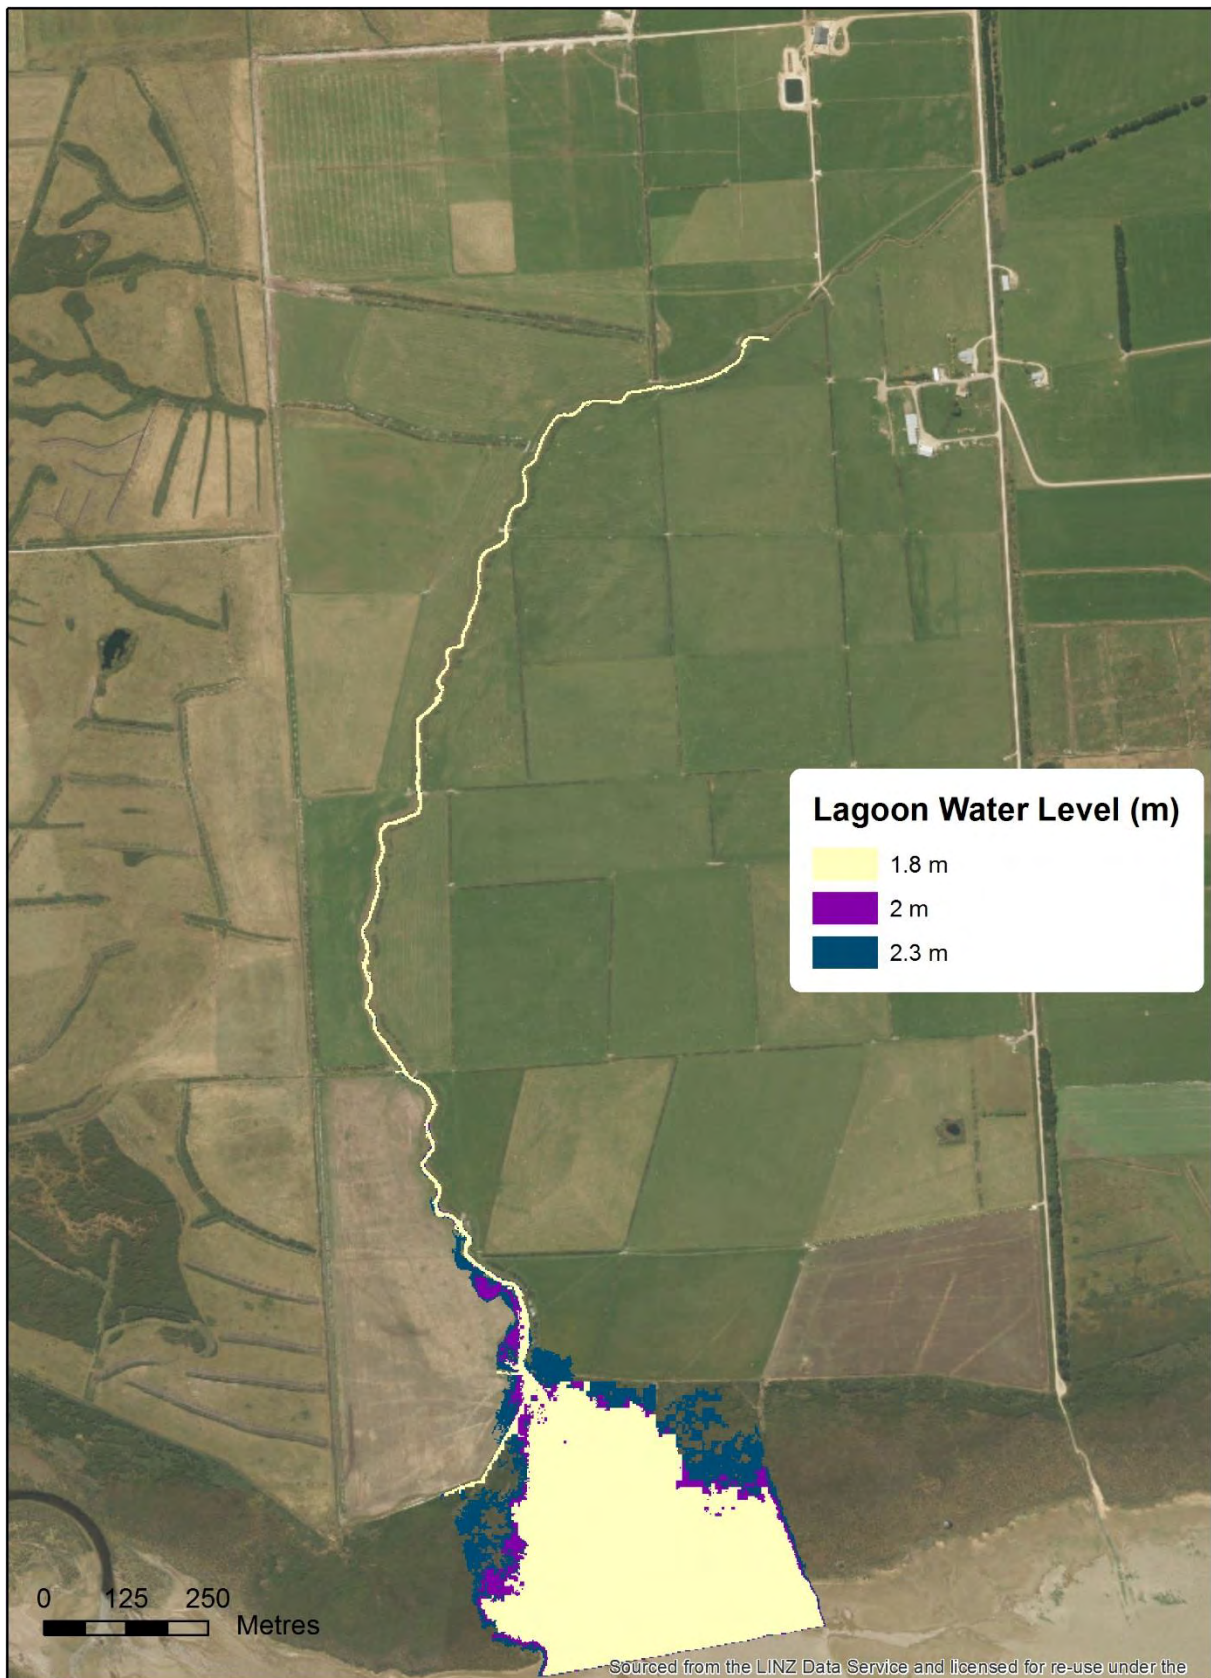 Lagoon Water Level (m)
1.8 m
2 m
2.3 m
0 125 250
Metres
Sourced from the LINZ Data Service and licensed for re-use under the